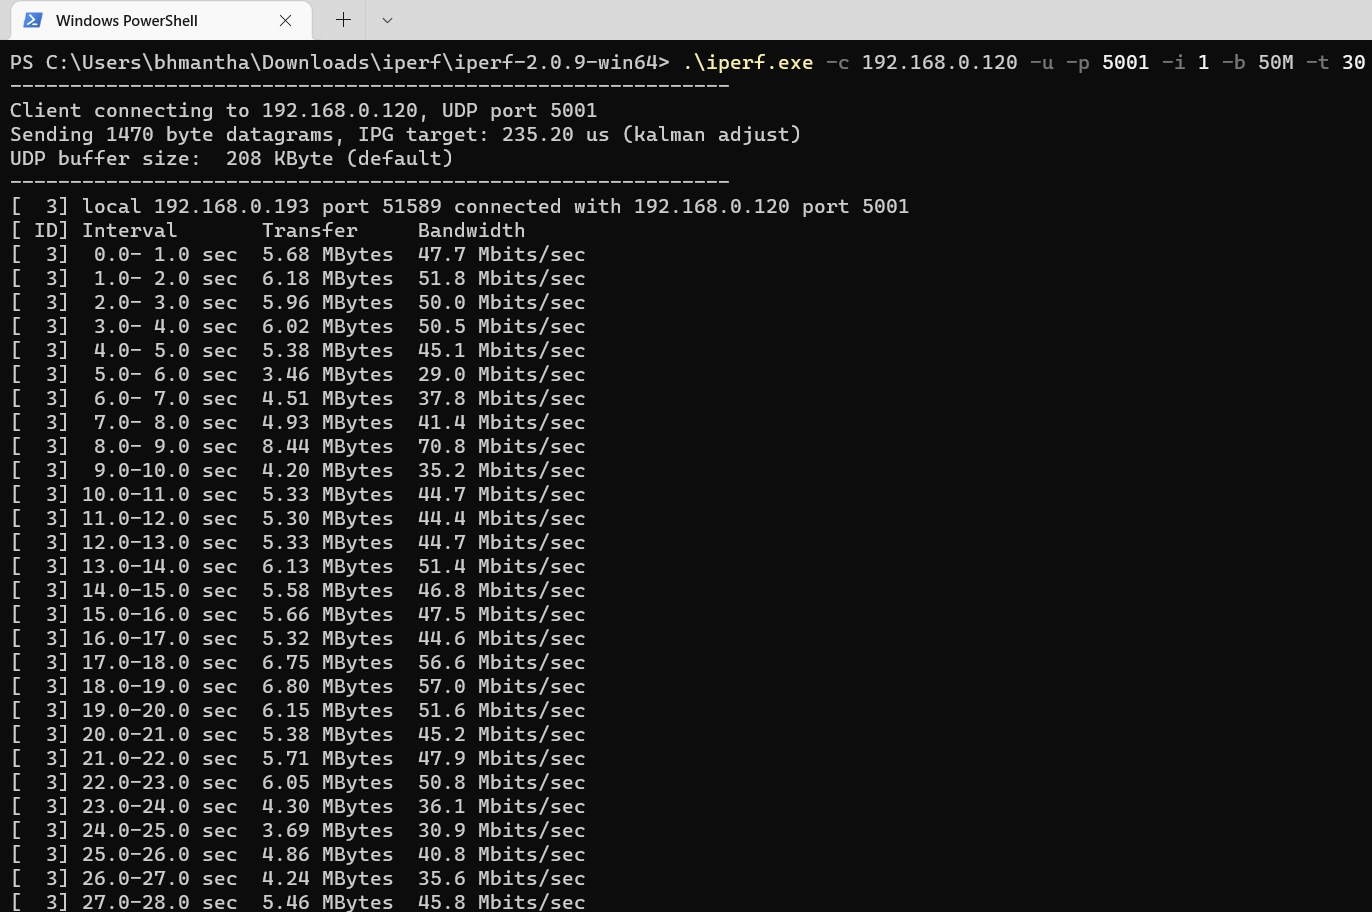 Windows PowerShell
PS C:\Users\bhmantha\Downloads\iperf\iperf-2.0.9-win64> .\iperf.exe -c 192.168.0.120 -u -p 5001 -i 1 -b 50M -t 30
------------------------------------------------------------
Client connecting to 192.168.0.120, UDP port 5001
Sending 1470 byte datagrams, IPG target: 235.20 us (kalman adjust)
UDP buffer size:  208 KByte (default)
------------------------------------------------------------
[  3] local 192.168.0.193 port 51589 connected with 192.168.0.120 port 5001
[ ID] Interval       Transfer     Bandwidth
[  3]  0.0- 1.0 sec  5.68 MBytes  47.7 Mbits/sec
[  3]  1.0- 2.0 sec  6.18 MBytes  51.8 Mbits/sec
[  3]  2.0- 3.0 sec  5.96 MBytes  50.0 Mbits/sec
[  3]  3.0- 4.0 sec  6.02 MBytes  50.5 Mbits/sec
[  3]  4.0- 5.0 sec  5.38 MBytes  45.1 Mbits/sec
[  3]  5.0- 6.0 sec  3.46 MBytes  29.0 Mbits/sec
[  3]  6.0- 7.0 sec  4.51 MBytes  37.8 Mbits/sec
[  3]  7.0- 8.0 sec  4.93 MBytes  41.4 Mbits/sec
[  3]  8.0- 9.0 sec  8.44 MBytes  70.8 Mbits/sec
[  3]  9.0-10.0 sec  4.20 MBytes  35.2 Mbits/sec
[  3] 10.0-11.0 sec  5.33 MBytes  44.7 Mbits/sec
[  3] 11.0-12.0 sec  5.30 MBytes  44.4 Mbits/sec
[  3] 12.0-13.0 sec  5.33 MBytes  44.7 Mbits/sec
[  3] 13.0-14.0 sec  6.13 MBytes  51.4 Mbits/sec
[  3] 14.0-15.0 sec  5.58 MBytes  46.8 Mbits/sec
[  3] 15.0-16.0 sec  5.66 MBytes  47.5 Mbits/sec
[  3] 16.0-17.0 sec  5.32 MBytes  44.6 Mbits/sec
[  3] 17.0-18.0 sec  6.75 MBytes  56.6 Mbits/sec
[  3] 18.0-19.0 sec  6.80 MBytes  57.0 Mbits/sec
[  3] 19.0-20.0 sec  6.15 MBytes  51.6 Mbits/sec
[  3] 20.0-21.0 sec  5.38 MBytes  45.2 Mbits/sec
[  3] 21.0-22.0 sec  5.71 MBytes  47.9 Mbits/sec
[  3] 22.0-23.0 sec  6.05 MBytes  50.8 Mbits/sec
[  3] 23.0-24.0 sec  4.30 MBytes  36.1 Mbits/sec
[  3] 24.0-25.0 sec  3.69 MBytes  30.9 Mbits/sec
[  3] 25.0-26.0 sec  4.86 MBytes  40.8 Mbits/sec
[  3] 26.0-27.0 sec  4.24 MBytes  35.6 Mbits/sec
[  3] 27.0-28.0 sec  5.46 MBytes  45.8 Mbits/sec